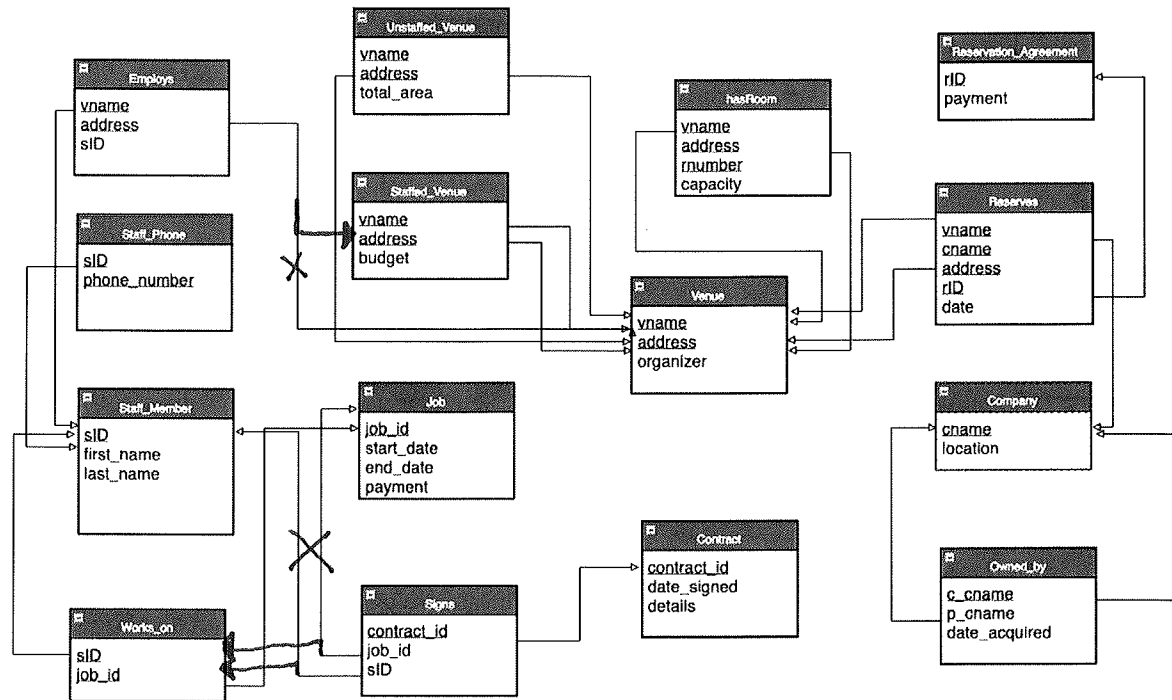 Unstaffed_Venue
vname
address
total_area
Employs
vname
address
sID
Reservation_Agreement
rID
payment
hasRoom
vname
address
rnumber
capacity
Staffed_Venue
vname
address
budget
Reserves
vname
cname
address
rID
date
Staff_Phone
sID
phone_number
Venue
vname
address
organizer
Staff_Member
sID
first_name
last_name
Job
job_id
start_date
end_date
payment
Company
cname
location
Contract
contract_id
date_signed
details
Owned_by
c_cname
p_cname
date_acquired
Signs
contract_id
job_id
sID
Works_on
sID
job_id